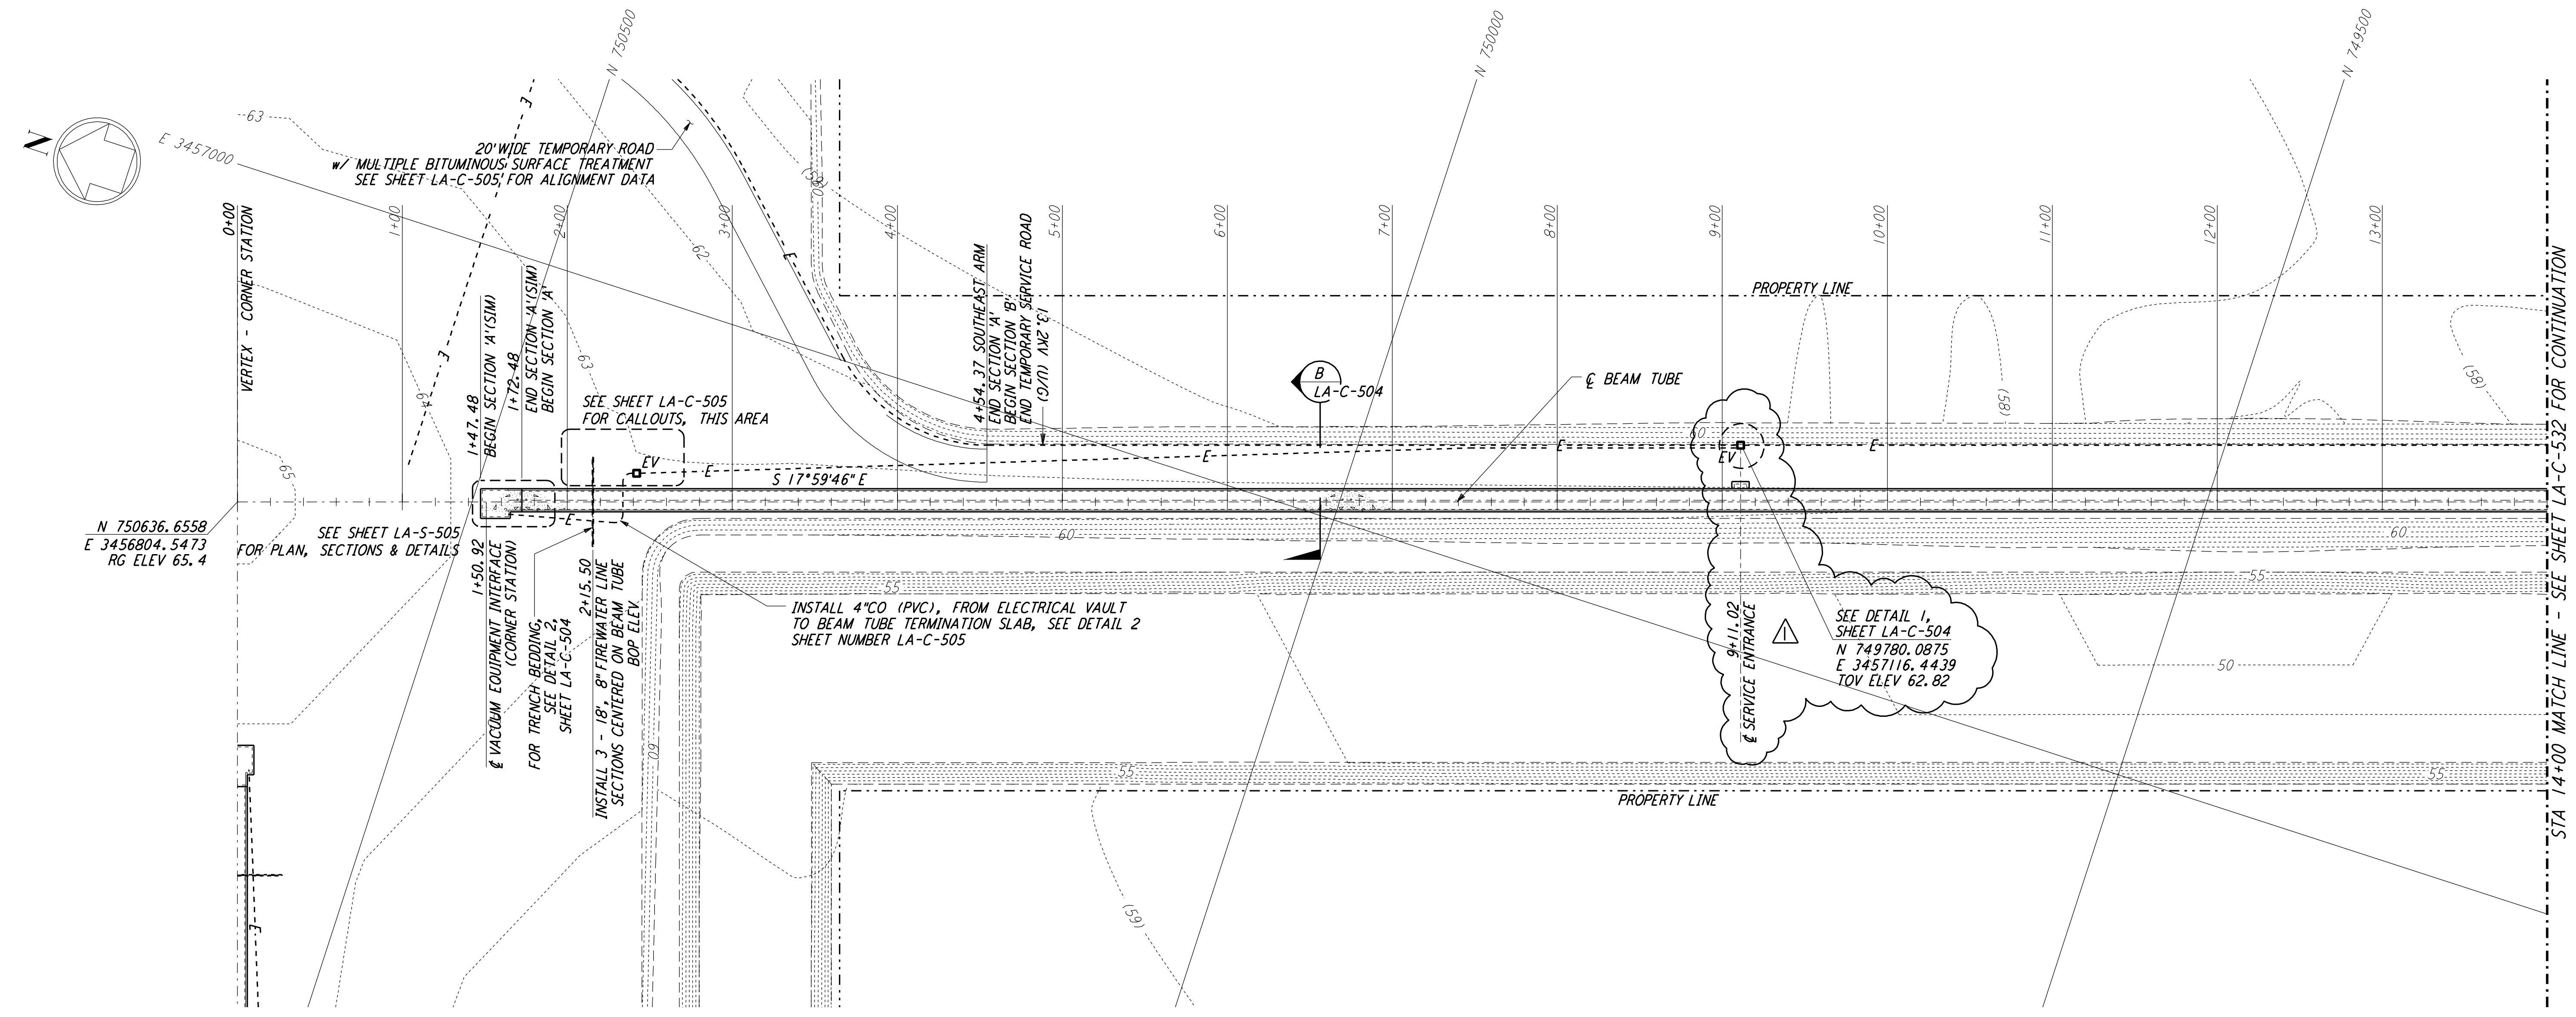 N 750500
N 750000
N 749500
N
E 3457000
63
20' WIDE TEMPORARY ROAD
w/ MULTIPLE BITUMINOUS SURFACE TREATMENT
SEE SHEET LA-C-505, FOR ALIGNMENT DATA
E
E
E
0+00
VERTEX - CORNER STATION
1+00
2+00
3+00
4+00
5+00
6+00
7+00
8+00
9+00
10+00
11+00
12+00
13+00
62
63
64
65
60
1+47.48
BEGIN SECTION 'A'(SIM)
1+72.48
END SECTION 'A'(SIM)
BEGIN SECTION 'A'
4+54.37 SOUTHEAST ARM
END SECTION 'A'
BEGIN SECTION 'B'
END TEMPORARY SERVICE ROAD
13.2KV (U/G)
PROPERTY LINE
B
LA-C-504
℄ BEAM TUBE
SEE SHEET LA-C-505
FOR CALLOUTS, THIS AREA
EV
E
E
E
E
E
EV
60
(58)
(58)
S 17°59'46" E
N 750636.6558
E 3456804.5473
RG ELEV 65.4
SEE SHEET LA-S-505
FOR PLAN, SECTIONS & DETAILS
E
1+50.92
℄ VACUUM EQUIPMENT INTERFACE
(CORNER STATION)
FOR TRENCH BEDDING,
SEE DETAIL 2,
SHEET LA-C-504
2+15.50
INSTALL 3 - 18', 8" FIREWATER LINE
SECTIONS CENTERED ON BEAM TUBE
BOP ELEV.
60
60
55
55
INSTALL 4"CO (PVC), FROM ELECTRICAL VAULT
TO BEAM TUBE TERMINATION SLAB, SEE DETAIL 2
SHEET NUMBER LA-C-505
9+11.02
℄ SERVICE ENTRANCE
1
SEE DETAIL 1,
SHEET LA-C-504
N 749780.0875
E 3457116.4439
TOV ELEV 62.82
50
60
55
55
PROPERTY LINE
(59)
E
STA 14+00 MATCH LINE - SEE SHEET LA-C-532 FOR CONTINUATION